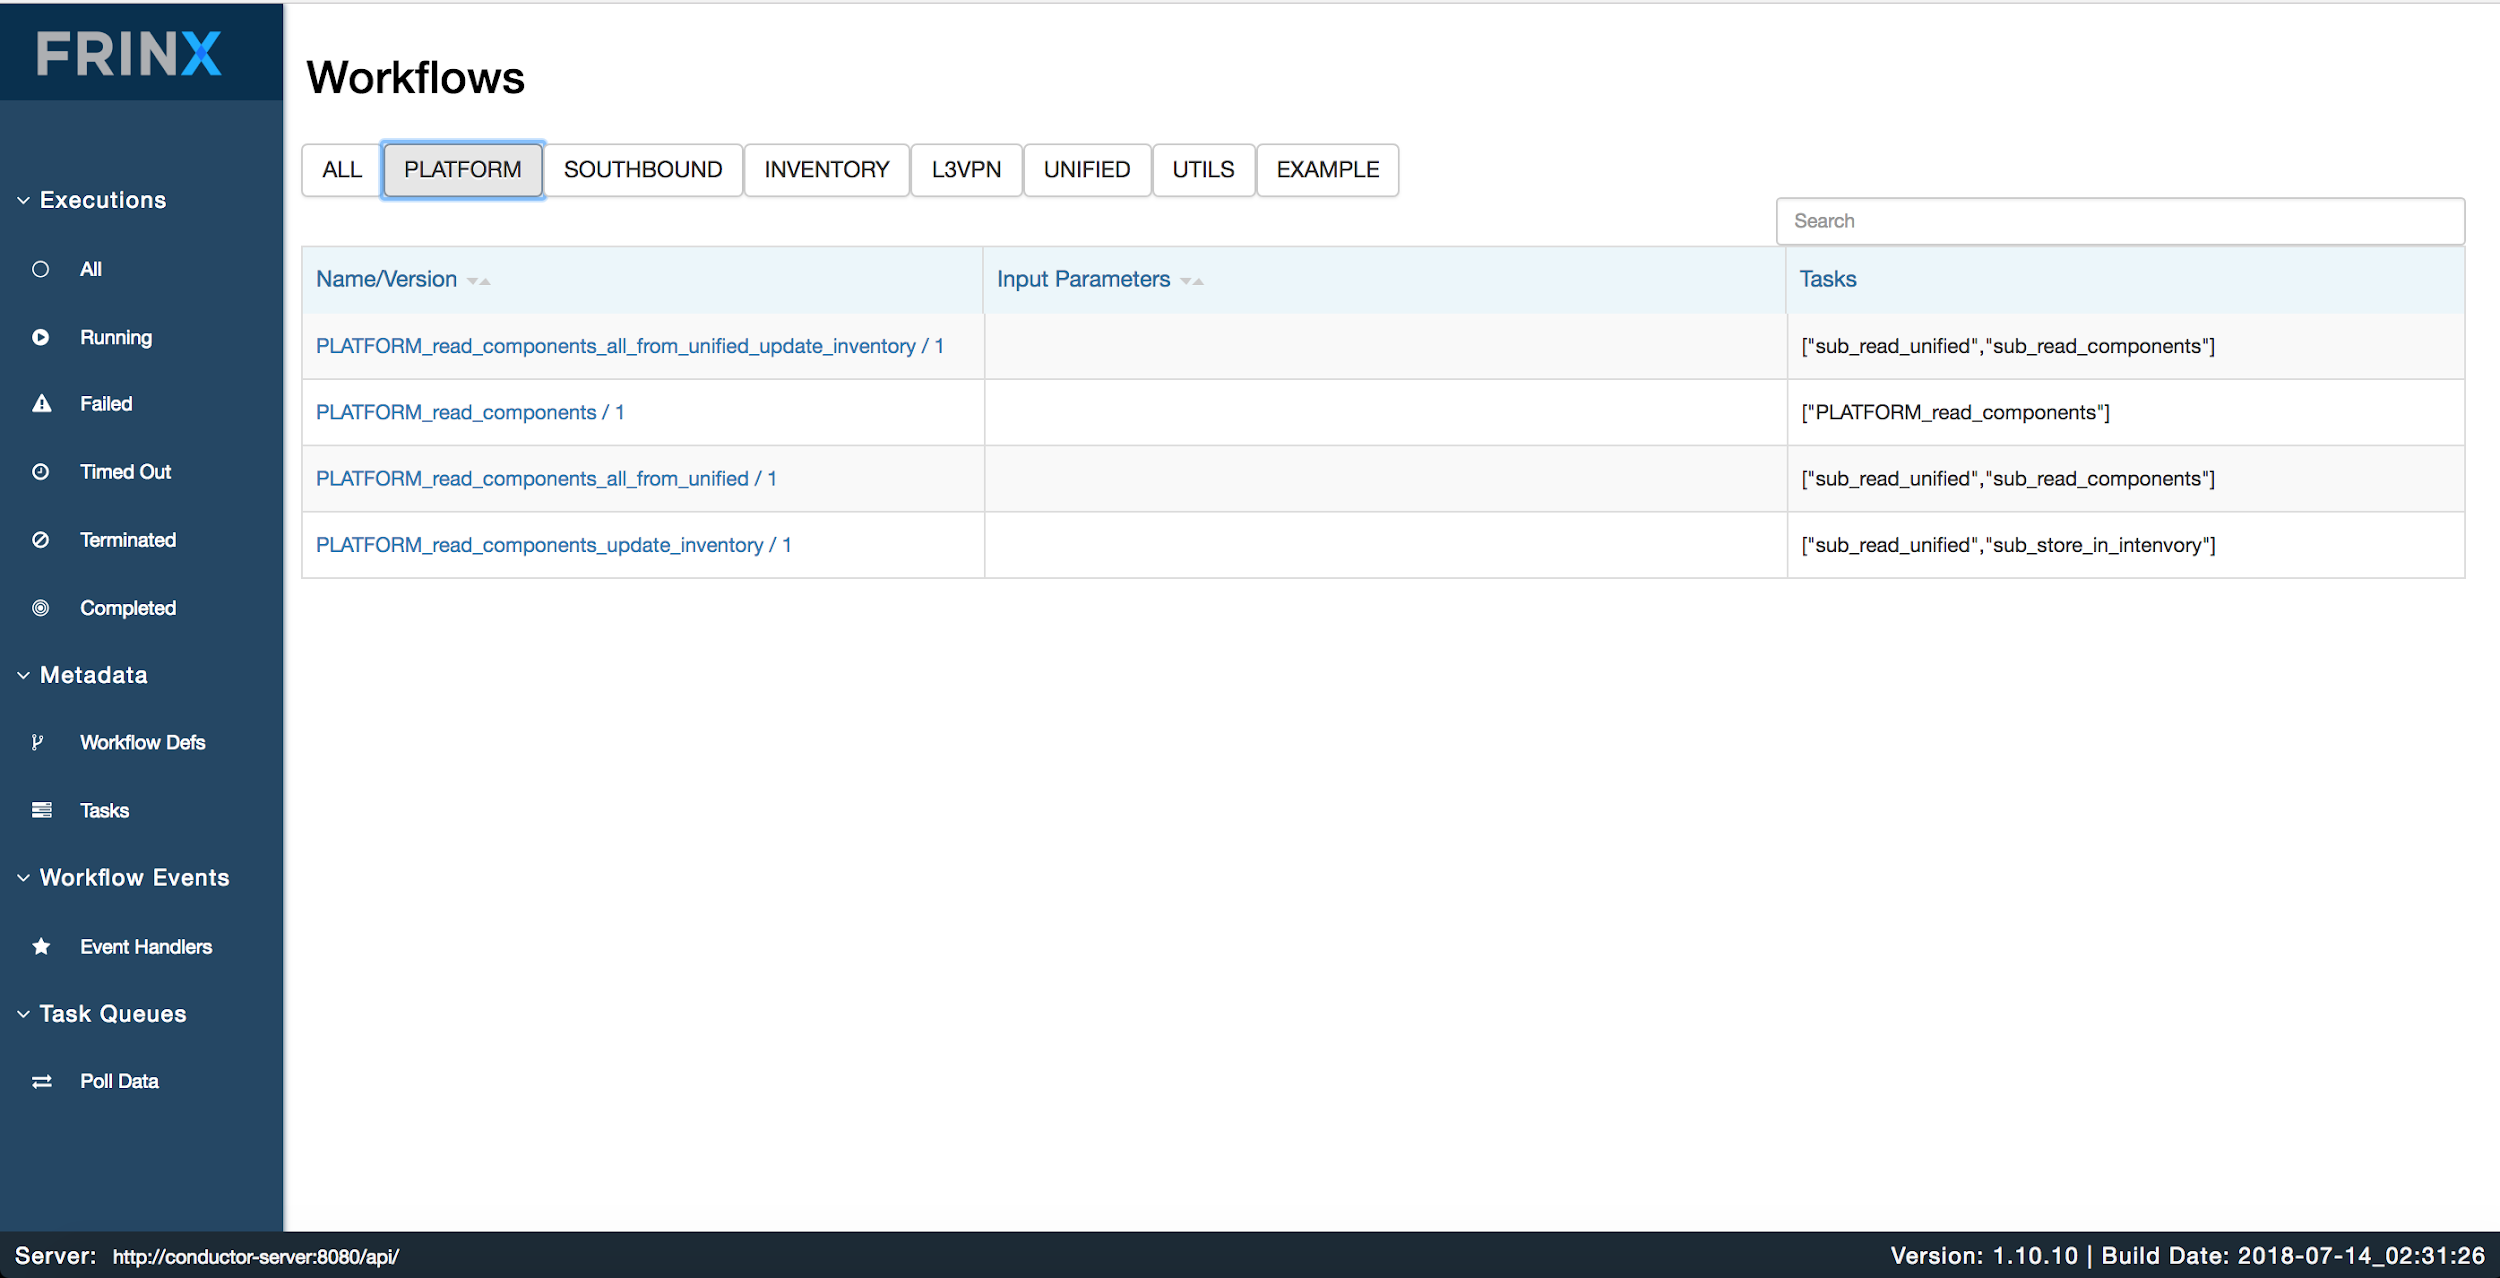 FRINX
Executions
All
Running
Failed
Timed Out
Terminated
Completed
Metadata
Workflow Defs
Tasks
Workflow Events
Event Handlers
Task Queues
Poll Data
Workflows
ALL PLATFORM SOUTHBOUND INVENTORY L3VPN UNIFIED UTILS EXAMPLE
Search
Name/Version Input Parameters Tasks
PLATFORM_read_components_all_from_unified_update_inventory / 1 ["sub_read_unified","sub_read_components"]
PLATFORM_read_components / 1 ["PLATFORM_read_components"]
PLATFORM_read_components_all_from_unified / 1 ["sub_read_unified","sub_read_components"]
PLATFORM_read_components_update_inventory / 1 ["sub_read_unified","sub_store_in_intenvory"]
Server: http://conductor-server:8080/api/ Version: 1.10.10 | Build Date: 2018-07-14_02:31:26